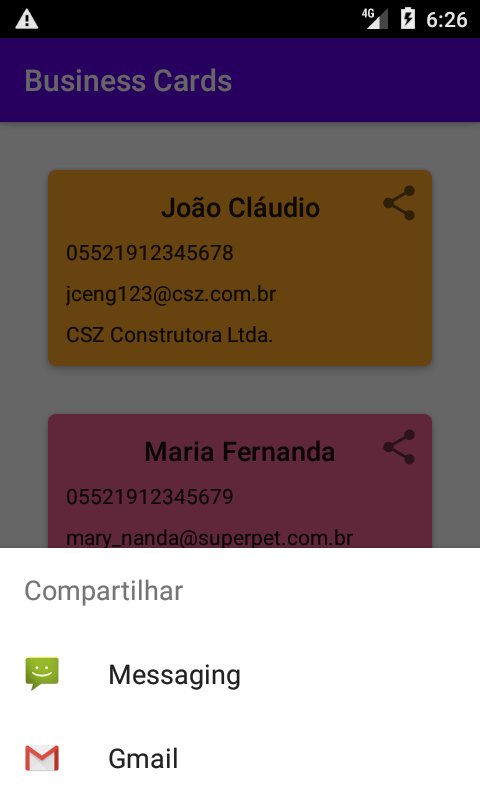 4G 6:26
Business Cards
João Cláudio
05521912345678
jceng123@csz.com.br
CSZ Construtora Ltda.
Maria Fernanda
05521912345679
mary_nanda@superpet.com.br
Compartilhar
Messaging
Gmail